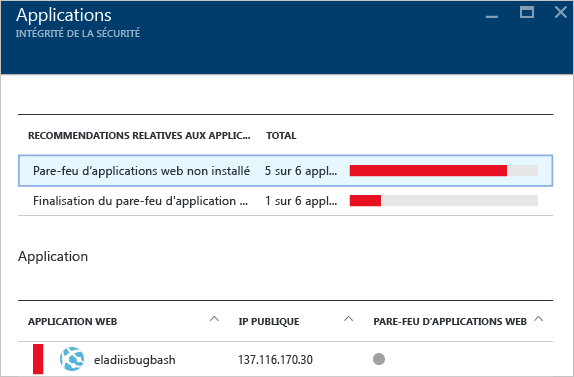 Applications
INTÉGRITÉ DE LA SÉCURITÉ
RECOMMENDATIONS RELATIVES AUX APPLIC... TOTAL
Pare-feu d'applications web non installé 5 sur 6 appl...
Finalisation du pare-feu d'application ... 1 sur 6 appl...
Application
APPLICATION WEB IP PUBLIQUE PARE-FEU D'APPLICATIONS WEB
eladiisbugbash 137.116.170.30